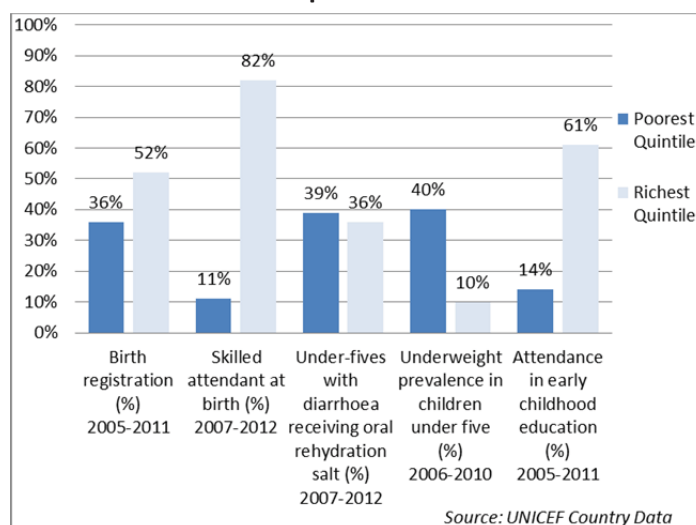 100%
90%
80%
70%
60%
50%
40%
30%
20%
10%
0%
36%
52%
11%
82%
39%
36%
40%
10%
14%
61%
Poorest
Quintile
Richest
Quintile
Birth
registration
(%)
2005-2011
Skilled
attendant at
birth (%)
2007-2012
Under-fives
with
diarrhoea
receiving oral
rehydration
salt (%)
2007-2012
Underweight
prevalence in
children
under five
(%)
2006-2010
Attendance
in early
childhood
education
(%)
2005-2011
Source: UNICEF Country Data